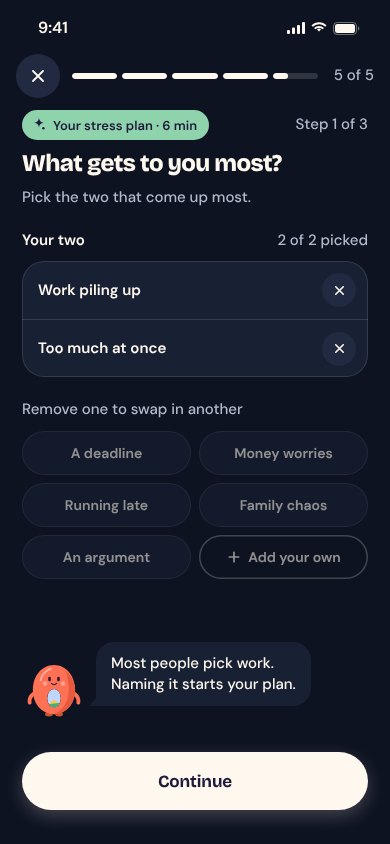 9:41
5 of 5
Your stress plan · 6 min
Step 1 of 3
What gets to you most?
Pick the two that come up most.
Your two
2 of 2 picked
Work piling up
Too much at once
Remove one to swap in another
A deadline
Money worries
Running late
Family chaos
An argument
+ Add your own
Most people pick work.
Naming it starts your plan.
Continue